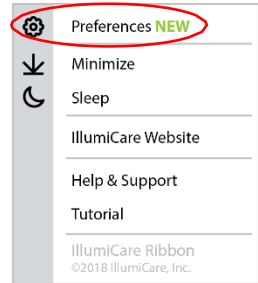 Preferences NEW
Minimize
Sleep
IllumiCare Website
Help & Support
Tutorial
IllumiCare Ribbon
©2018 IllumiCare, Inc.